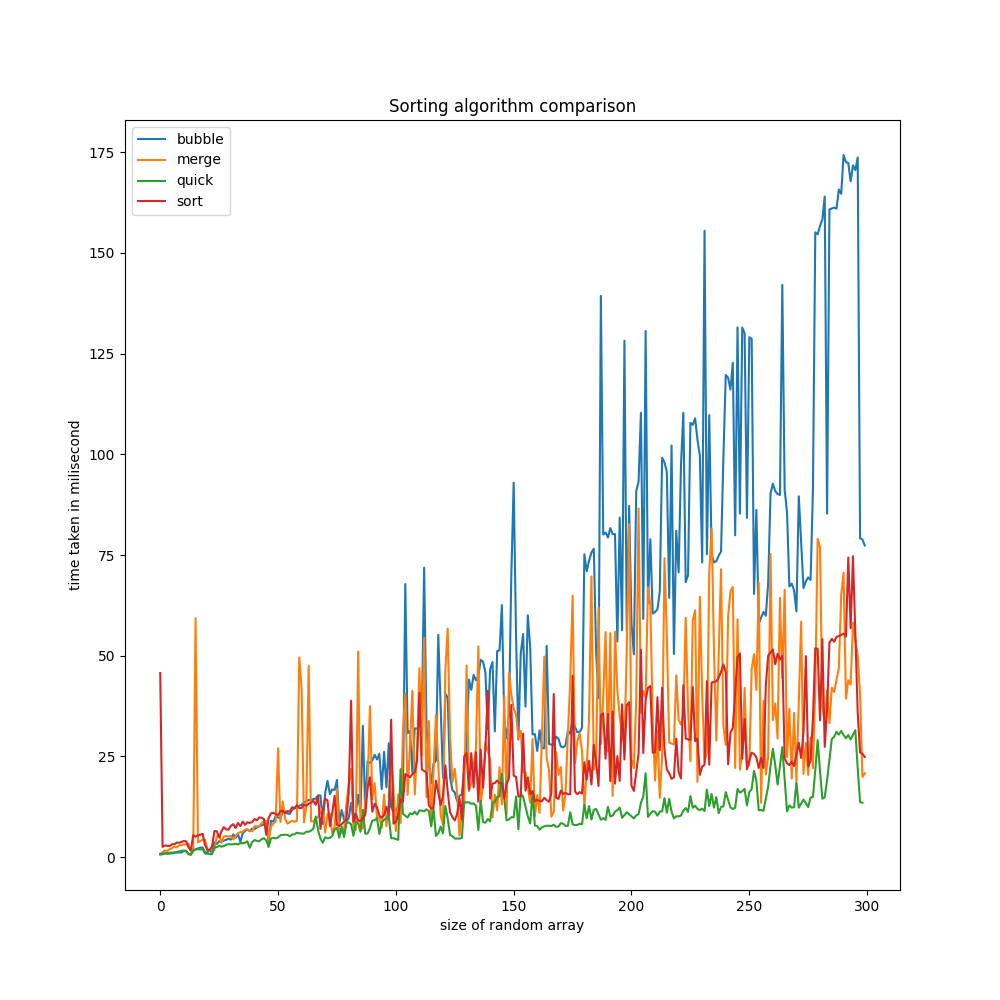 Sorting algorithm comparison
bubble
merge
quick
sort
175
150
125
100
75
50
25
0
time taken in milisecond
0 50 100 150 200 250 300
size of random array